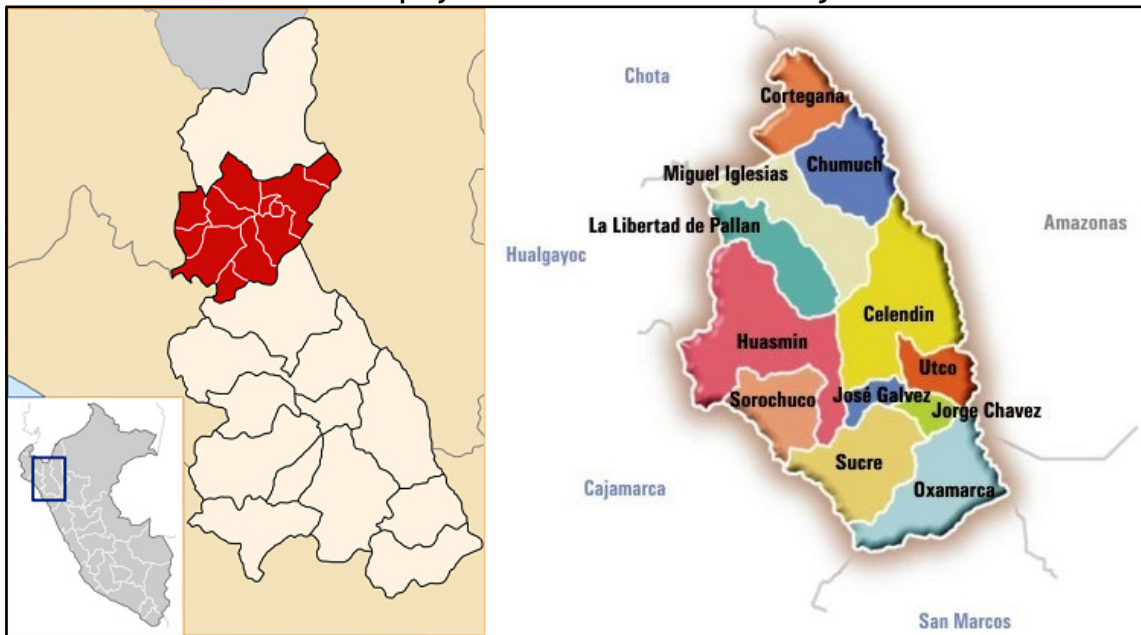 Chota
Cortegana
Chumuch
Miguel Iglesias
La Libertad de Pallan
Amazonas
Hualgayoc
Celendin
Huasmin
Utco
José Galvez
Sorochuco
Jorge Chavez
Sucre
Cajamarca
Oxamarca
San Marcos